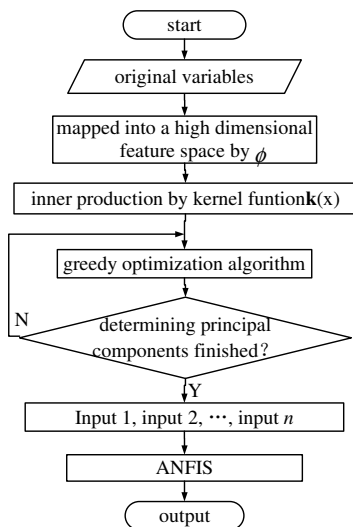 start
original variables
mapped into a high dimensional
feature space by ϕ
inner production by kernel funtionk(x)
greedy optimization algorithm
N
determining principal
components finished?
Y
Input 1, input 2, ⋯, input n
ANFIS
output